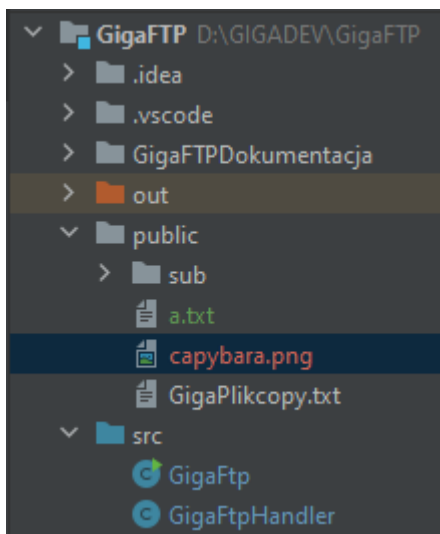 GigaFTP D:\GIGADEV\GigaFTP
.idea
.vscode
GigaFTPDokumentacja
out
public
sub
a.txt
capybara.png
GigaPlikcopy.txt
src
GigaFtp
GigaFtpHandler